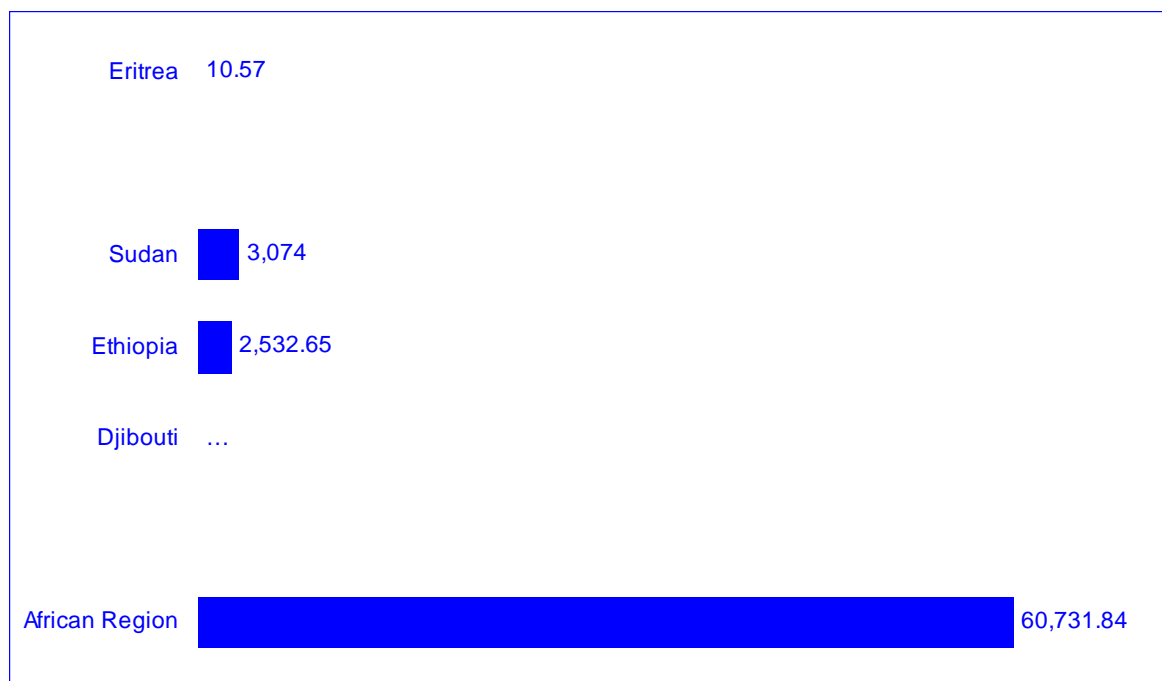 Eritrea 10.57
Sudan 3,074
Ethiopia 2,532.65
Djibouti …
African Region 60,731.84